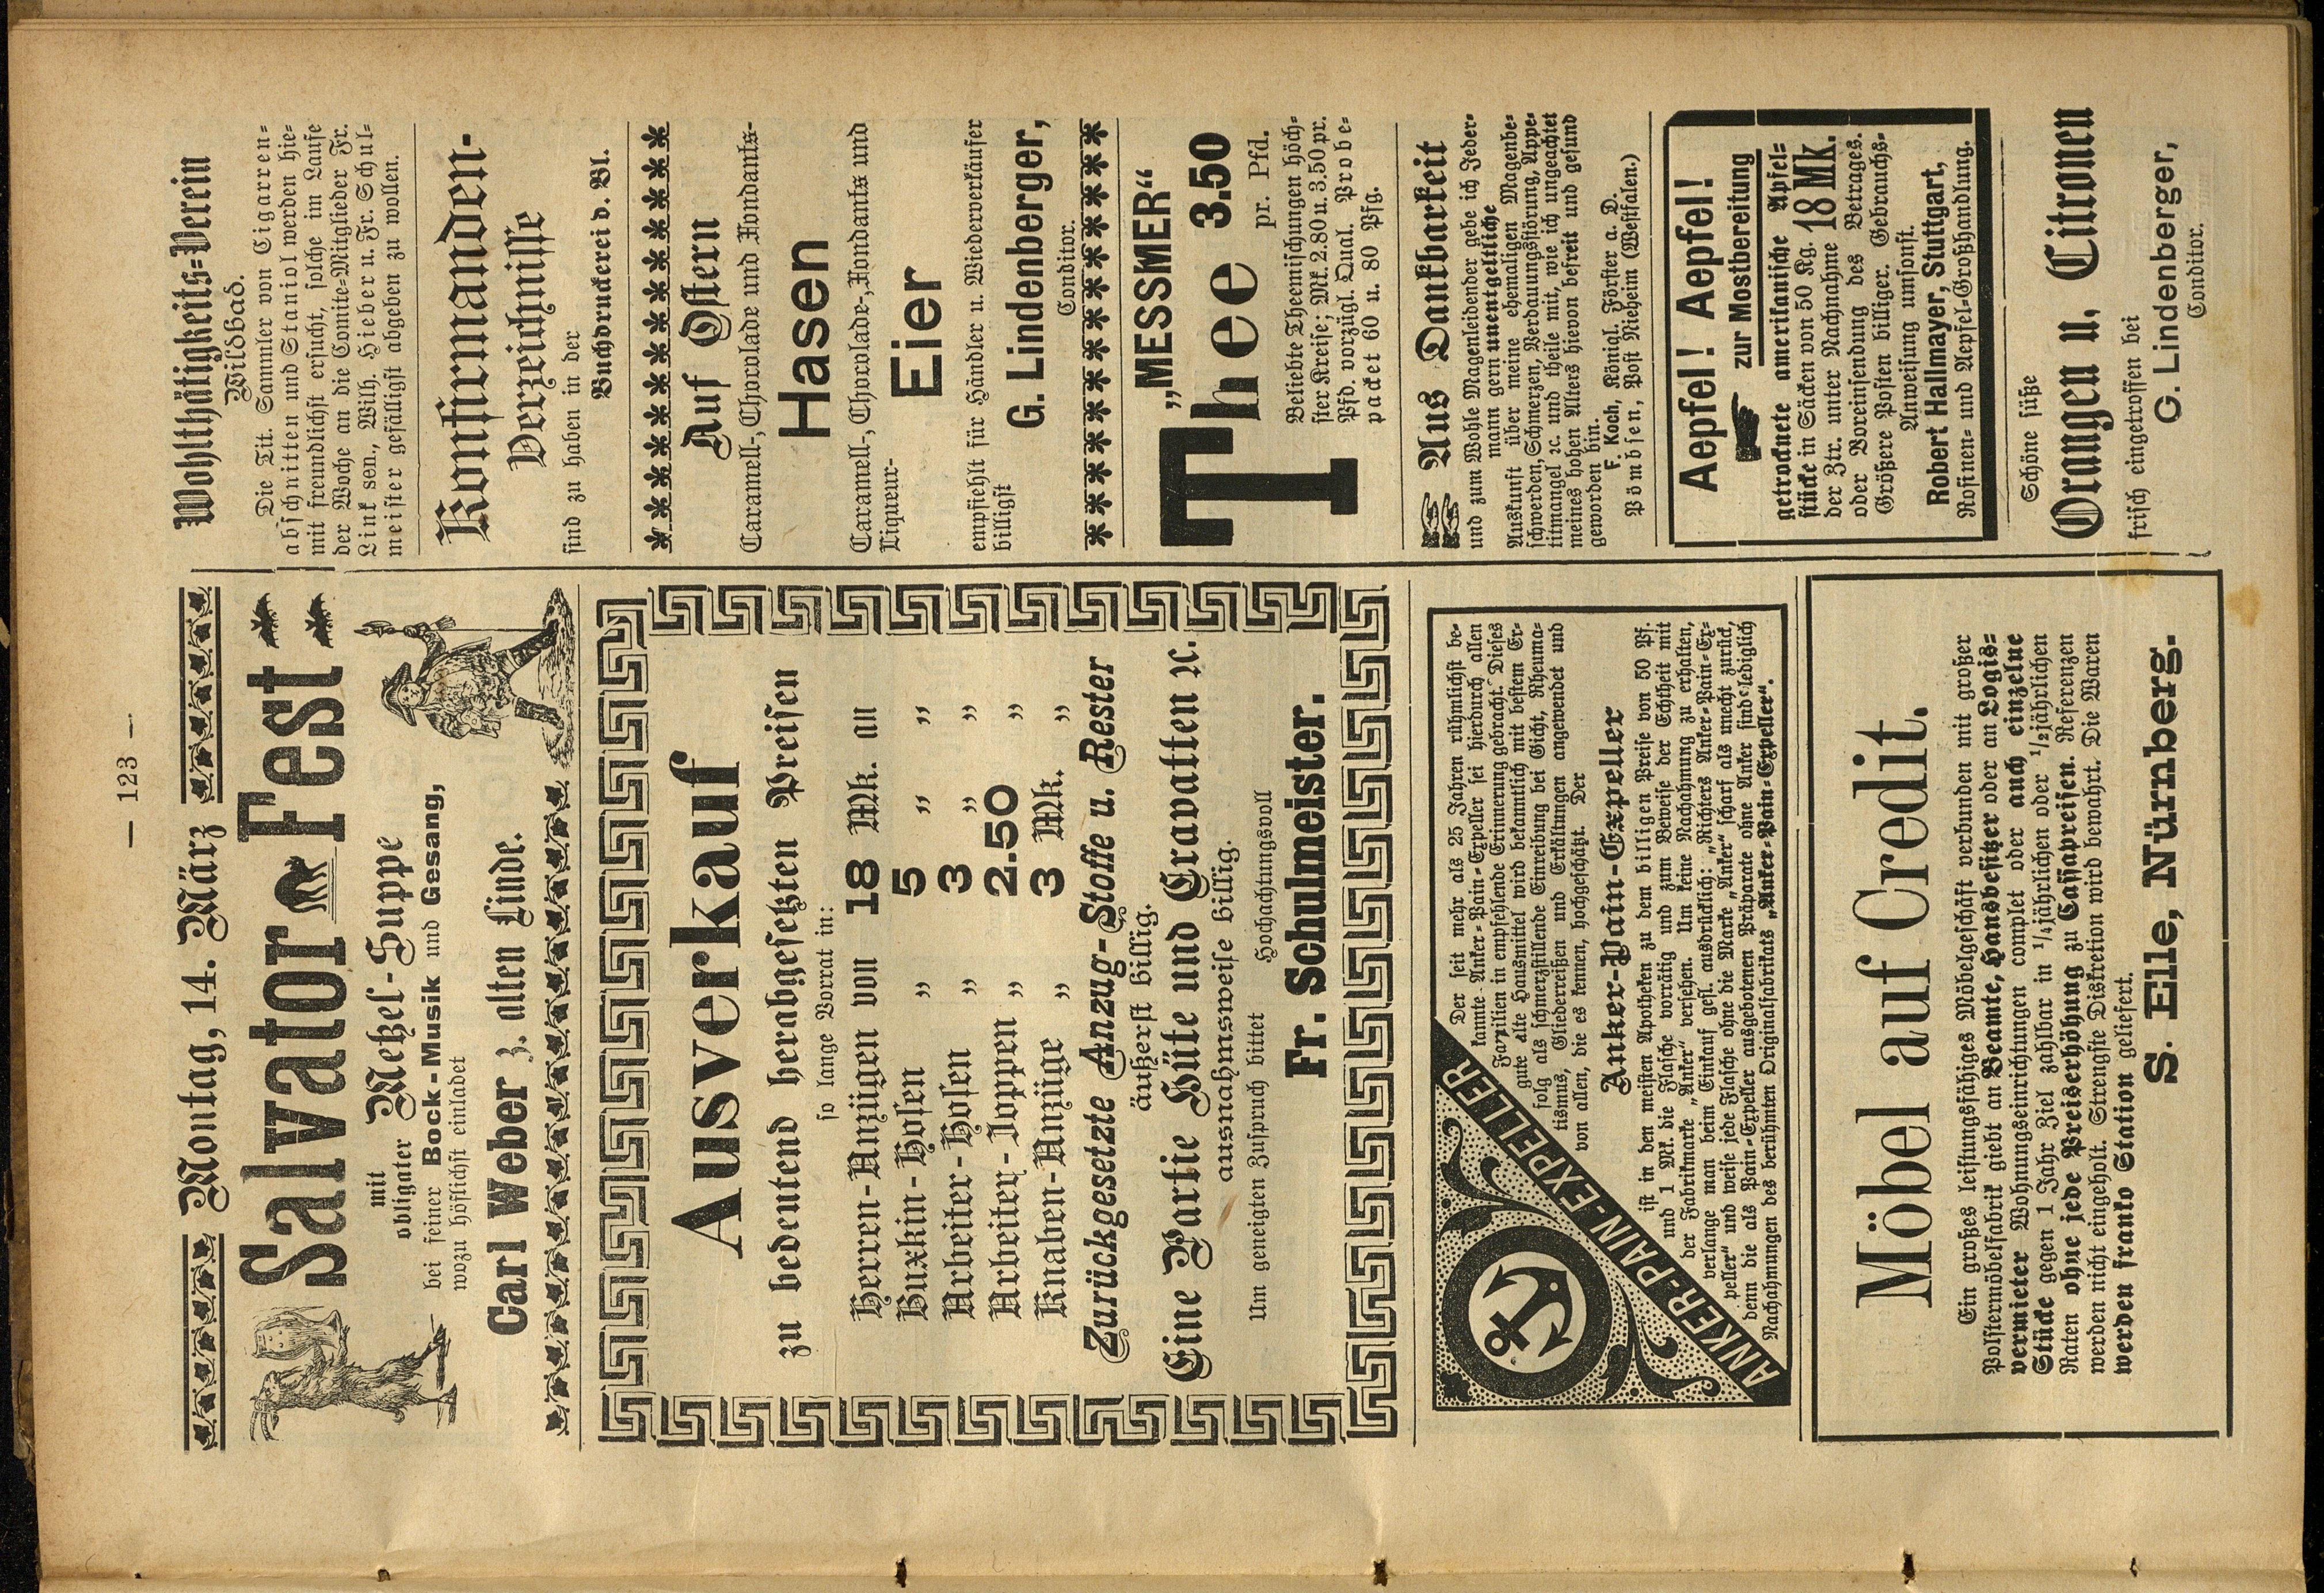 — 123 —
Montag, 14. März
Salvator Fest
mit
obligater Metzel-Suppe
bei feiner Bock-Musik und Gesang,
wozu höflichst einladet
Carl Weber z. alten Linde.
Ausverkauf
zu bedeutend herabgesetzten Preisen
so lange Vorrat in:
Herren-Anzügen von 18 Mk. an
Buxkin-Hosen „ 5 „ „
Arbeiter-Hosen „ 3 „ „
Arbeiter-Joppen „ 2.50 „
Knaben-Anzüge „ 3 Mk. „
Zurückgesetzte Anzug-Stoffe u. Rester
äußerst billig.
Eine Partie Hüte und Cravatten ꝛc.
ausnahmsweise billig.
Um geneigten Zuspruch bittet Hochachtungsvoll
Fr. Schulmeister.
ANKER-PAIN-EXPELLER
Der seit mehr als 25 Jahren rühmlichst be-
kannte Anker-Pain-Expeller sei hierdurch allen
Familien in empfehlende Erinnerung gebracht. Dieses
gute alte Hausmittel wird bekanntlich mit bestem Er-
folg als schmerzstillende Einreibung bei Gicht, Rheuma-
tismus, Gliederreißen und Erkältungen angewendet und
von allen, die es kennen, hochgeschätzt. Der
Anker-Pain-Expeller
ist in den meisten Apotheken zu dem billigen Preise von 50 Pf.
und 1 Mk. die Flasche vorrätig und zum Beweise der Echtheit mit
der Fabrikmarke „Anker“ versehen. Um keine Nachahmung zu erhalten,
verlange man beim Einkauf gefl. ausdrücklich: „Richters Anker-Pain-Ex-
peller“ und weise jede Flasche ohne die Marke „Anker“ scharf als unecht zurück,
denn die als Pain-Expeller ausgebotenen Präparate ohne Anker sind lediglich
Nachahmungen des berühmten Originalfabrikats „Anker-Pain-Expeller“.
Möbel auf Credit.
Ein großes leistungsfähiges Möbelgeschäft verbunden mit großer
Polstermöbelfabrik giebt an Beamte, Hausbesitzer oder an Logis-
vermieter Wohnungseinrichtungen complet oder auch einzelne
Stücke gegen 1 Jahr Ziel zahlbar in ¼jährlichen oder ½jährlichen
Raten ohne jede Preiserhöhung zu Cassapreisen. Referenzen
werden nicht eingeholt. Strengste Diskretion wird bewahrt. Die Waren
werden franko Station geliefert.
S. Elle, Nürnberg.
Wohlthätigkeits-Verein
Wildbad.
Die Tit. Sammler von Cigarren-
abschnitten und Staniol werden hie-
mit freundlichst ersucht, solche im Laufe
der Woche an die Comite-Mitglieder Fr.
Link sen., Wilh. Hieber u. Fr. Schul-
meister gefälligst abgeben zu wollen.
Konfirmanden-
Verzeichnisse
sind zu haben in der
Buchdruckerei d. Bl.
Auf Ostern
Caramell-, Chocolade und Fondants-
Hasen
Caramell-, Chocolade-, Fondants und
Liqueur-
Eier
empfiehlt für Händler u. Wiederverkäufer
billigst
G. Lindenberger,
Conditor.
„MESSMER“
Thee 3.50
pr. Pfd.
Beliebte Theemischungen höch-
ster Kreise; Mk. 2.80 u. 3.50 pr.
Pfd. vorzügl. Qual. Probe-
packet 60 u. 80 Pfg.
Aus Dankbarkeit
und zum Wohle Magenleidender gebe ich Jeder-
mann gern unentgeltliche
Auskunft über meine ehemaligen Magenbe-
schwerden, Schmerzen, Verdauungsstörung, Appe-
titmangel ꝛc. und theile mit, wie ich ungeachtet
meines hohen Alters hievon befreit und gesund
geworden bin.
F. Koch, Königl. Förster a. D.
Pömbsen, Post Nieheim (Westfalen.)
Aepfel! Aepfel!
zur Mostbereitung
getrocknete amerikanische Apfel-
stücke in Säcken von 50 Kg. 18 Mk.
der Ztr. unter Nachnahme
oder Voreinsendung des Betrages.
Größere Posten billiger. Gebrauchs-
Anweisung umsonst.
Robert Hallmayer, Stuttgart,
Rosinen- und Aepfel-Großhandlung.
Schöne süße
Orangen u. Citronen
frisch eingetroffen bei
G. Lindenberger,
Conditor.